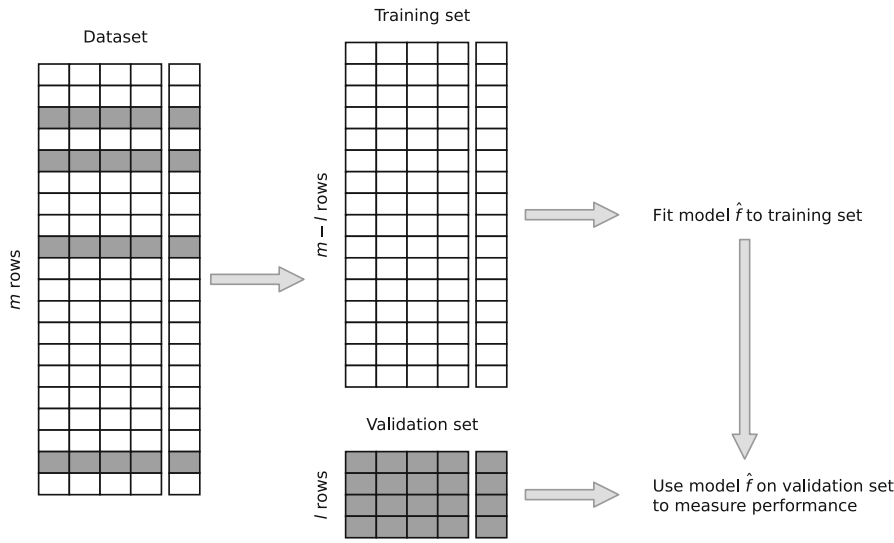 Dataset
m rows
Training set
m − l rows
Fit model f̂ to training set
Validation set
l rows
Use model f̂ on validation set
to measure performance